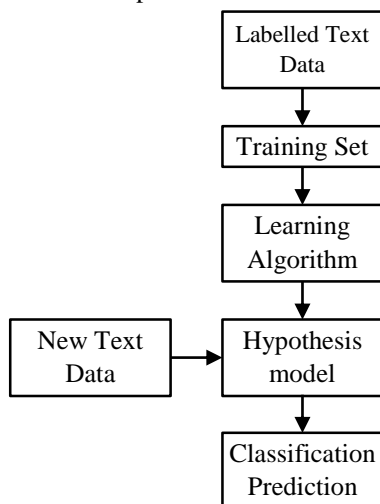 Labelled Text
Data
Training Set
Learning
Algorithm
New Text
Data
Hypothesis
model
Classification
Prediction